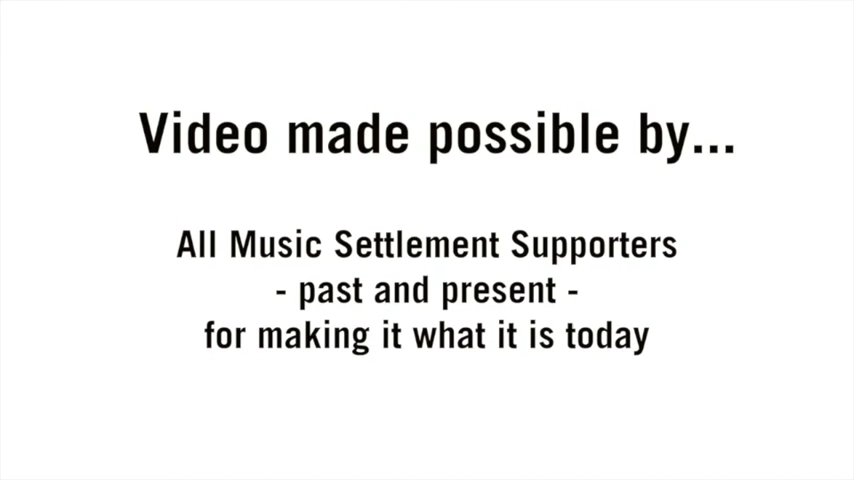 Video made possible by...
All Music Settlement Supporters
- past and present -
for making it what it is today